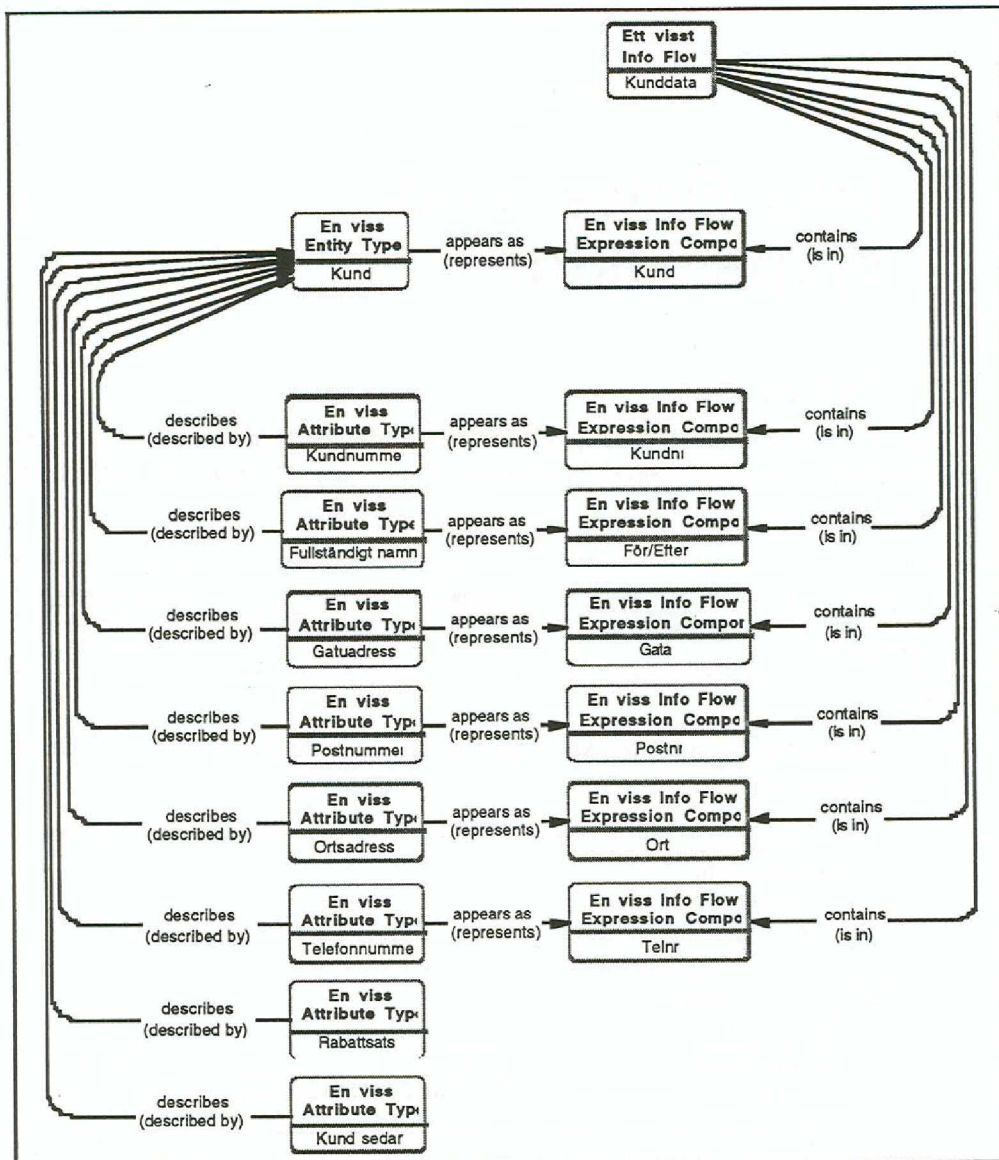 Ett visst
Info Flow
Kunddata
En viss
Entity Type
Kund
appears as
(represents)
En viss Info Flow
Expression Compo
Kund
contains
(is in)
describes
(described by)
En viss
Attribute Type
Kundnumme
appears as
(represents)
En viss Info Flow
Expression Compo
Kundnr
contains
(is in)
describes
(described by)
En viss
Attribute Type
Fullständigt namn
appears as
(represents)
En viss Info Flow
Expression Compo
För/Efter
contains
(is in)
describes
(described by)
En viss
Attribute Type
Gatuadress
appears as
(represents)
En viss Info Flow
Expression Compor
Gata
contains
(is in)
describes
(described by)
En viss
Attribute Type
Postnummer
appears as
(represents)
En viss Info Flow
Expression Compo
Postnr
contains
(is in)
describes
(described by)
En viss
Attribute Type
Ortsadress
appears as
(represents)
En viss Info Flow
Expression Compo
Ort
contains
(is in)
describes
(described by)
En viss
Attribute Type
Telefonnumme
appears as
(represents)
En viss Info Flow
Expression Compo
Telnr
contains
(is in)
describes
(described by)
En viss
Attribute Type
Rabattsats
describes
(described by)
En viss
Attribute Type
Kund sedar